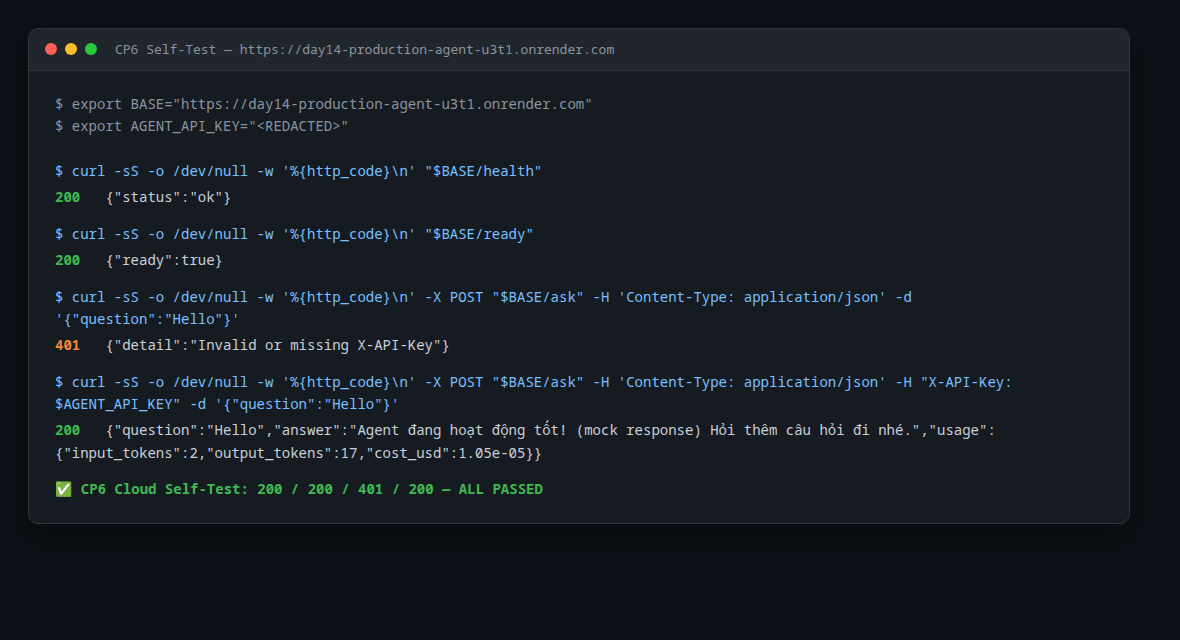 CP6 Self-Test — https://day14-production-agent-u3t1.onrender.com
$ export BASE="https://day14-production-agent-u3t1.onrender.com"
$ export AGENT_API_KEY="<REDACTED>"
$ curl -sS -o /dev/null -w '%{http_code}\n' "$BASE/health"
200 {"status":"ok"}
$ curl -sS -o /dev/null -w '%{http_code}\n' "$BASE/ready"
200 {"ready":true}
$ curl -sS -o /dev/null -w '%{http_code}\n' -X POST "$BASE/ask" -H 'Content-Type: application/json' -d
'{"question":"Hello"}'
401 {"detail":"Invalid or missing X-API-Key"}
$ curl -sS -o /dev/null -w '%{http_code}\n' -X POST "$BASE/ask" -H 'Content-Type: application/json' -H "X-API-Key:
$AGENT_API_KEY" -d '{"question":"Hello"}'
200 {"question":"Hello","answer":"Agent đang hoạt động tốt! (mock response) Hỏi thêm câu hỏi đi nhé.","usage":
{"input_tokens":2,"output_tokens":17,"cost_usd":1.05e-05}}
✅ CP6 Cloud Self-Test: 200 / 200 / 401 / 200 — ALL PASSED